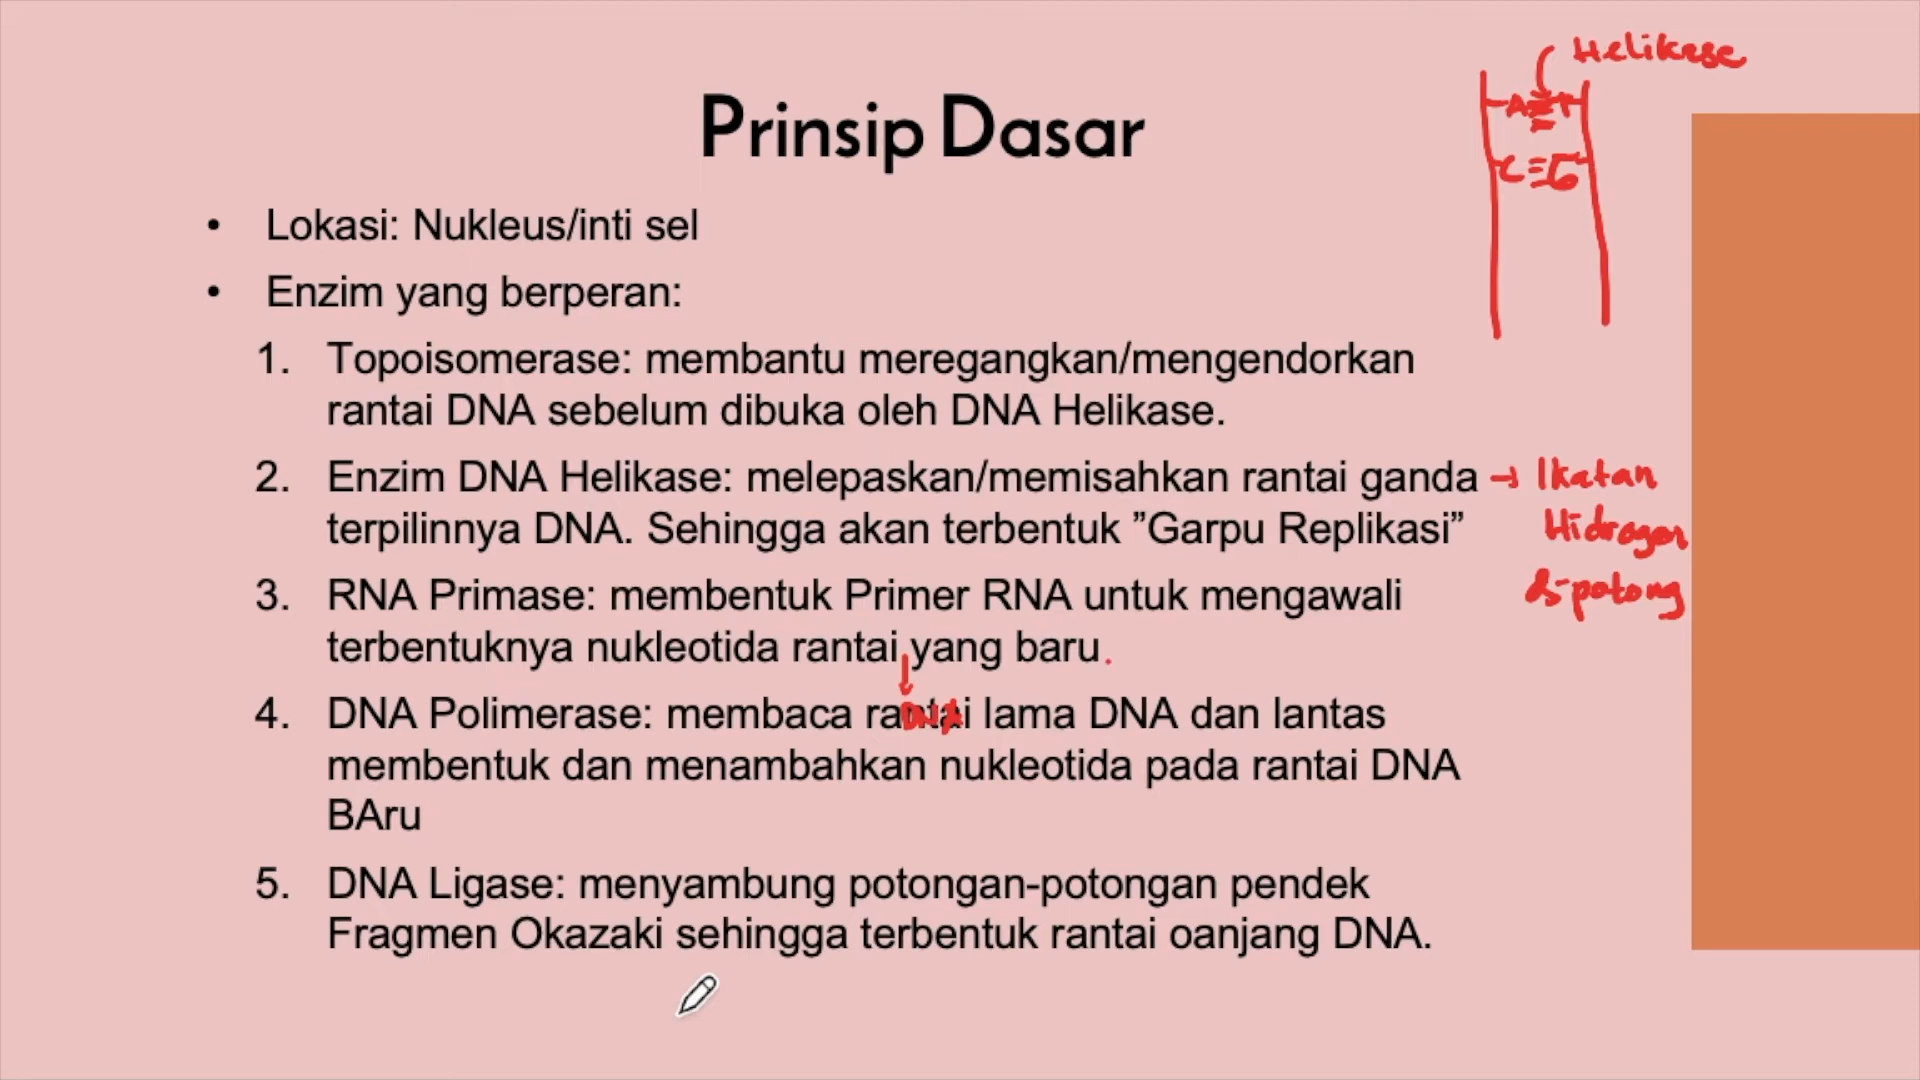 Helikase
A=T
C≡G
Prinsip Dasar
• Lokasi: Nukleus/inti sel
• Enzim yang berperan:
1. Topoisomerase: membantu meregangkan/mengendorkan
rantai DNA sebelum dibuka oleh DNA Helikase.
2. Enzim DNA Helikase: melepaskan/memisahkan rantai ganda → Ikatan
terpilinnya DNA. Sehingga akan terbentuk ”Garpu Replikasi” Hidrogen
di-potong
3. RNA Primase: membentuk Primer RNA untuk mengawali
terbentuknya nukleotida rantai yang baru.
DNA
4. DNA Polimerase: membaca rantai lama DNA dan lantas
membentuk dan menambahkan nukleotida pada rantai DNA
BAru
5. DNA Ligase: menyambung potongan-potongan pendek
Fragmen Okazaki sehingga terbentuk rantai oanjang DNA.